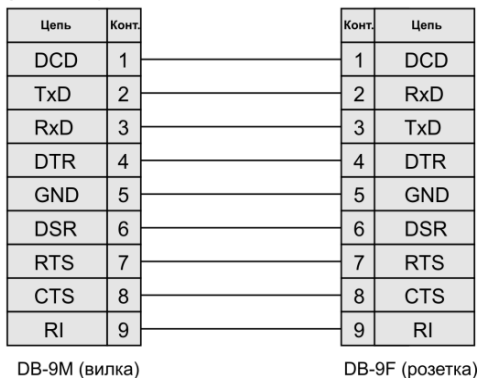 Цепь Конт. Конт. Цепь
DCD 1 1 DCD
TxD 2 2 RxD
RxD 3 3 TxD
DTR 4 4 DTR
GND 5 5 GND
DSR 6 6 DSR
RTS 7 7 RTS
CTS 8 8 CTS
RI 9 9 RI
DB-9M (вилка) DB-9F (розетка)